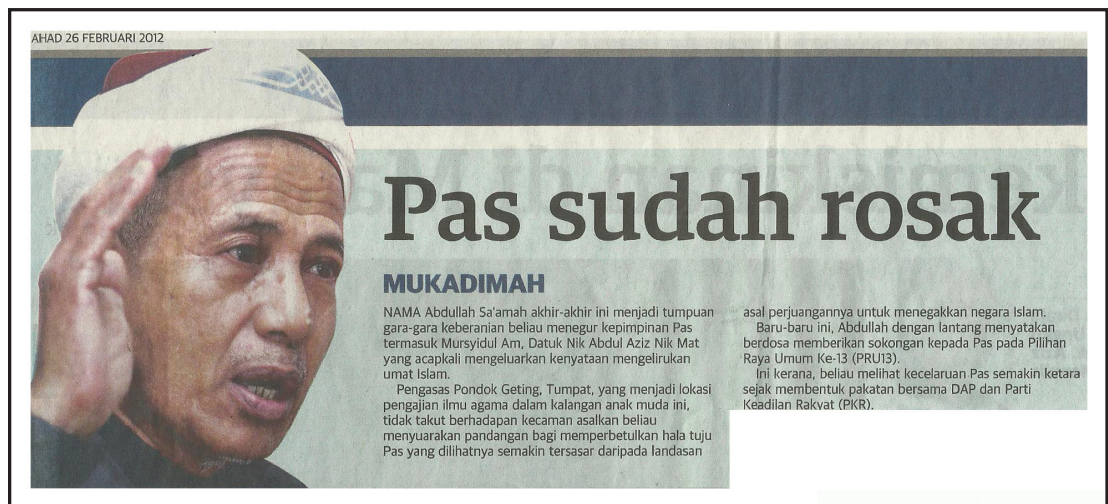 AHAD 26 FEBRUARI 2012
Pas sudah rosak
MUKADIMAH
NAMA Abdullah Sa'amah akhir-akhir ini menjadi tumpuan
gara-gara keberanian beliau menegur kepimpinan Pas
termasuk Mursyidul Am, Datuk Nik Abdul Aziz Nik Mat
yang acapkali mengeluarkan kenyataan mengelirukan
umat Islam.
Pengasas Pondok Geting, Tumpat, yang menjadi lokasi
pengajian ilmu agama dalam kalangan anak muda ini,
tidak takut berhadapan kecaman asalkan beliau
menyuarakan pandangan bagi memperbetulkan hala tuju
Pas yang dilihatnya semakin tersasar daripada landasan
asal perjuangannya untuk menegakkan negara Islam.
Baru-baru ini, Abdullah dengan lantang menyatakan
berdosa memberikan sokongan kepada Pas pada Pilihan
Raya Umum Ke-13 (PRU13).
Ini kerana, beliau melihat kecelaruan Pas semakin ketara
sejak membentuk pakatan bersama DAP dan Parti
Keadilan Rakyat (PKR).